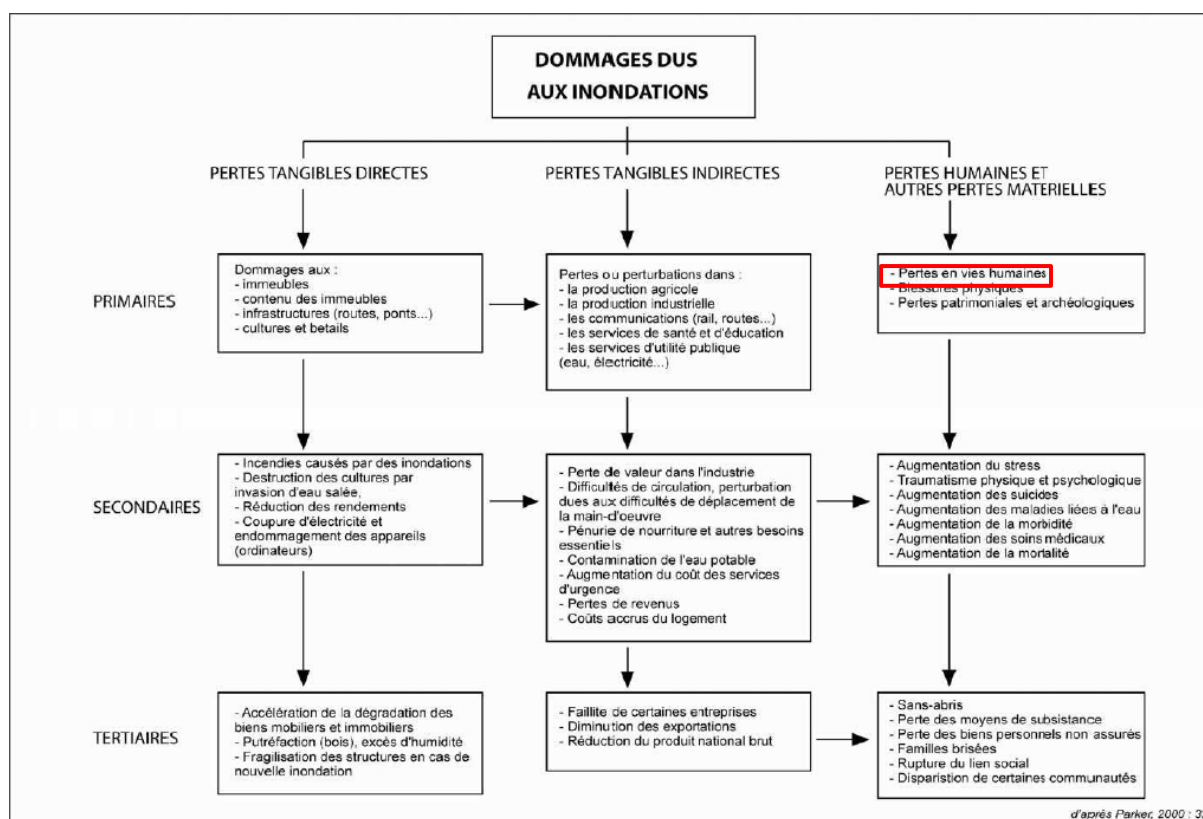 DOMMAGES DUS
AUX INONDATIONS
PERTES TANGIBLES DIRECTES
PERTES TANGIBLES INDIRECTES
PERTES HUMAINES ET
AUTRES PERTES MATERIELLES
PRIMAIRES
Dommages aux :
- immeubles
- contenu des immeubles
- infrastructures (routes, ponts...)
- cultures et betails
Pertes ou perturbations dans :
- la production agricole
- la production industrielle
- les communications (rail, routes...)
- les services de santé et d'éducation
- les services d'utilité publique
(eau, électricité...)
- Pertes en vies humaines
- Blessures physiques
- Pertes patrimoniales et archéologiques
SECONDAIRES
- Incendies causés par des inondations
- Destruction des cultures par
invasion d'eau salée,
- Réduction des rendements
- Coupure d'électricité et
endommagement des appareils
(ordinateurs)
- Perte de valeur dans l'industrie
- Difficultés de circulation, perturbation
dues aux difficultés de déplacement de
la main-d'oeuvre
- Pénurie de nourriture et autres besoins
essentiels
- Contamination de l'eau potable
- Augmentation du coût des services
d'urgence
- Pertes de revenus
- Coûts accrus du logement
- Augmentation du stress
- Traumatisme physique et psychologique
- Augmentation des suicides
- Augmentation des maladies liées à l'eau
- Augmentation de la morbidité
- Augmentation des soins médicaux
- Augmentation de la mortalité
TERTIAIRES
- Accélération de la dégradation des
biens mobiliers et immobiliers
- Putréfaction (bois), excès d'humidité
- Fragilisation des structures en cas de
nouvelle inondation
- Faillite de certaines entreprises
- Diminution des exportations
- Réduction du produit national brut
- Sans-abris
- Perte des moyens de subsistance
- Perte des biens personnels non assurés
- Familles brisées
- Rupture du lien social
- Disparistion de certaines communautés
d'après Parker, 2000 :